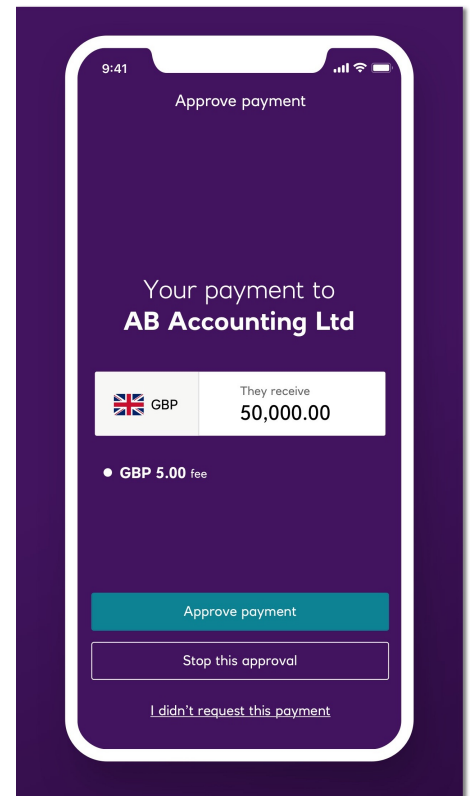 9:41
Approve payment
Your payment to
AB Accounting Ltd
GBP
They receive
50,000.00
GBP 5.00 fee
Approve payment
Stop this approval
I didn't request this payment